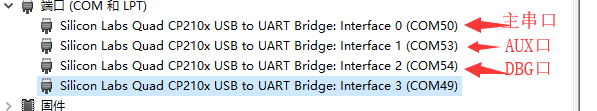 端口 (COM 和 LPT)
Silicon Labs Quad CP210x USB to UART Bridge: Interface 0 (COM50) 主串口
Silicon Labs Quad CP210x USB to UART Bridge: Interface 1 (COM53) AUX口
Silicon Labs Quad CP210x USB to UART Bridge: Interface 2 (COM54) DBG口
Silicon Labs Quad CP210x USB to UART Bridge: Interface 3 (COM49)
固件